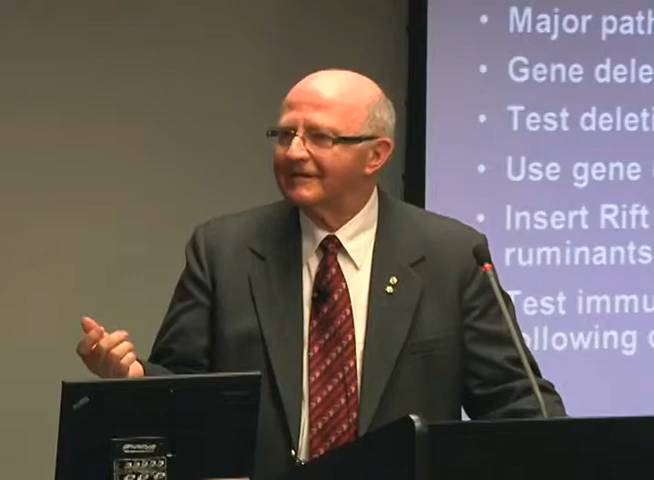 • Major path
• Gene dele
• Test deleti
• Use gene
• Insert Rift
ruminants.
Test immu
following